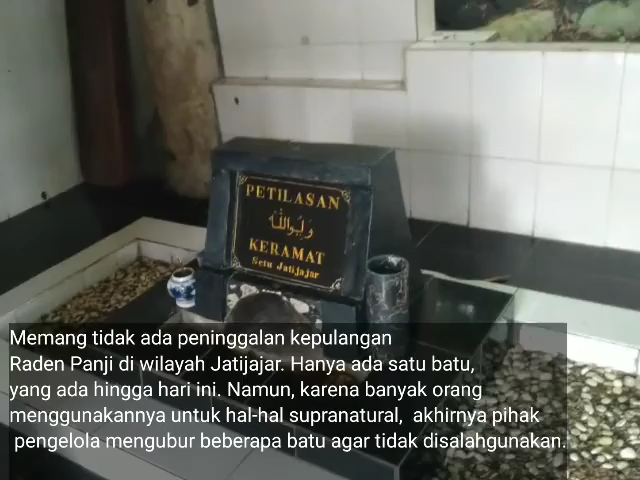 PETILASAN
وَلِيُّوااللّٰه
KERAMAT
Setu Jatijajar
Memang tidak ada peninggalan kepulangan
Raden Panji di wilayah Jatijajar. Hanya ada satu batu,
yang ada hingga hari ini. Namun, karena banyak orang
menggunakannya untuk hal-hal supranatural, akhirnya pihak
pengelola mengubur beberapa batu agar tidak disalahgunakan.